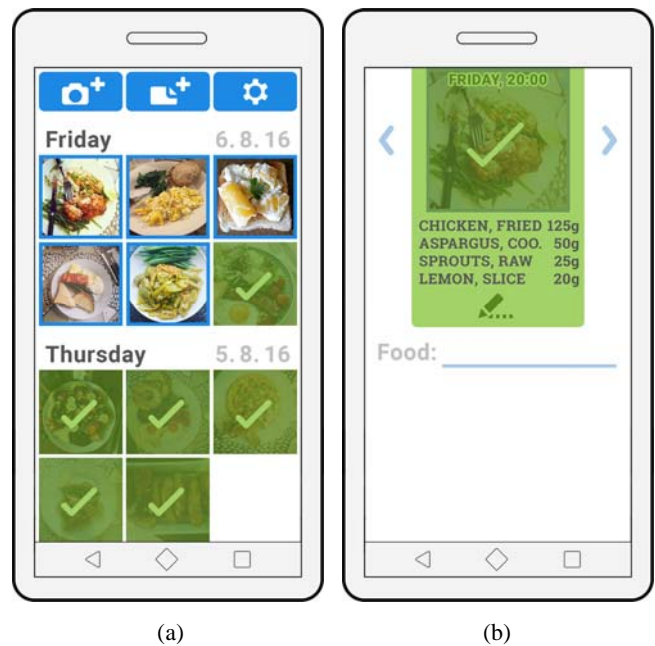 Friday 6.8.16
Thursday 5.8.16
(a)
FRIDAY, 20:00
CHICKEN, FRIED 125g
ASPARGUS, COO. 50g
SPROUTS, RAW 25g
LEMON, SLICE 20g
Food:
(b)